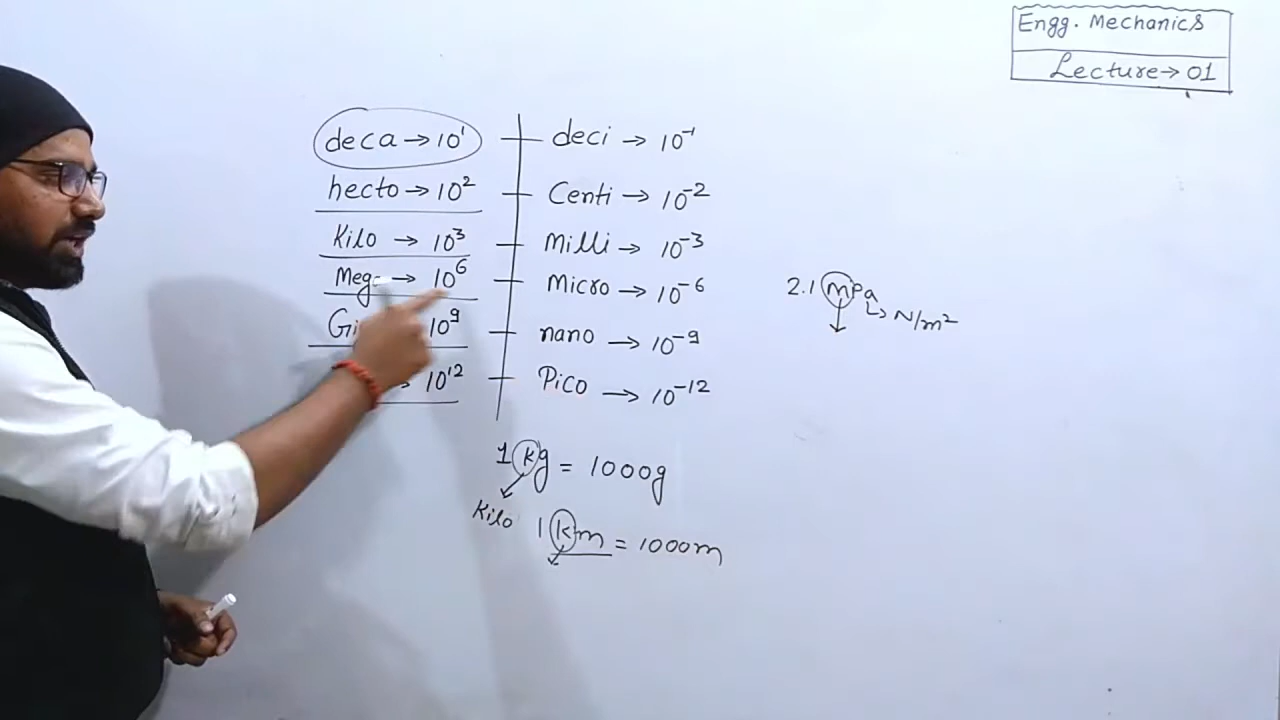 Engg. Mechanics
Lecture→ 01
deca → 10¹
deci → 10⁻¹
hecto → 10²
Centi → 10⁻²
Kilo → 10³
Milli → 10⁻³
→ 10⁶
Micro → 10⁻⁶
10⁹
nano → 10⁻⁹
10¹²
Pico → 10⁻¹²
2.1 mPa
↳ N/m²
1 kg = 1000g
Kilo
1 km = 1000m